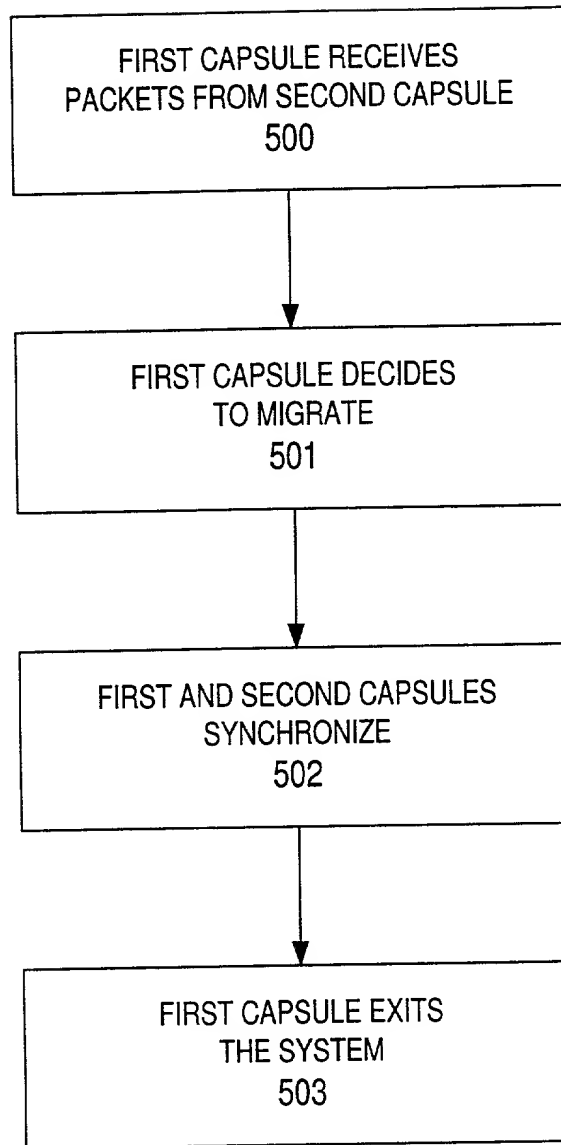 FIRST CAPSULE RECEIVES
PACKETS FROM SECOND CAPSULE
500
FIRST CAPSULE DECIDES
TO MIGRATE
501
FIRST AND SECOND CAPSULES
SYNCHRONIZE
502
FIRST CAPSULE EXITS
THE SYSTEM
503